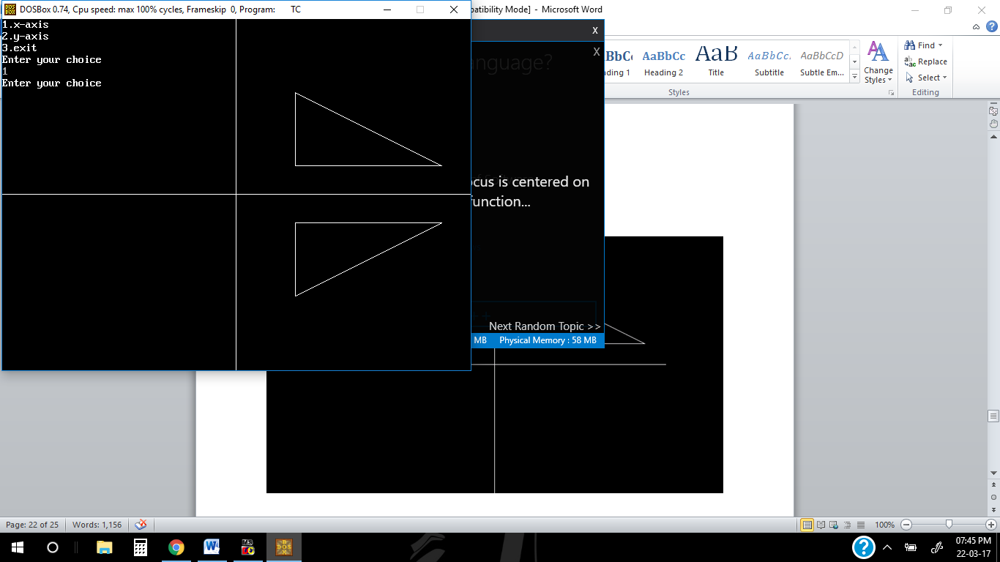 DOSBox 0.74, Cpu speed: max 100% cycles, Frameskip 0, Program: TC
patibility Mode] - Microsoft Word
1.x-axis
2.y-axis
3.exit
Enter your choice
1
Enter your choice
X
X
anguage?
AaBbCc
AaB
AaBbCc.
AaBbCcD
ding 1
Heading 2
Title
Subtitle
Subtle Em...
Change
Styles
Find
Replace
Select
Styles
Editing
ocus is centered on
function...
Next Random Topic >>
MB
Physical Memory : 58 MB
Page: 22 of 25
Words: 1,156
100%
07:45 PM
22-03-17